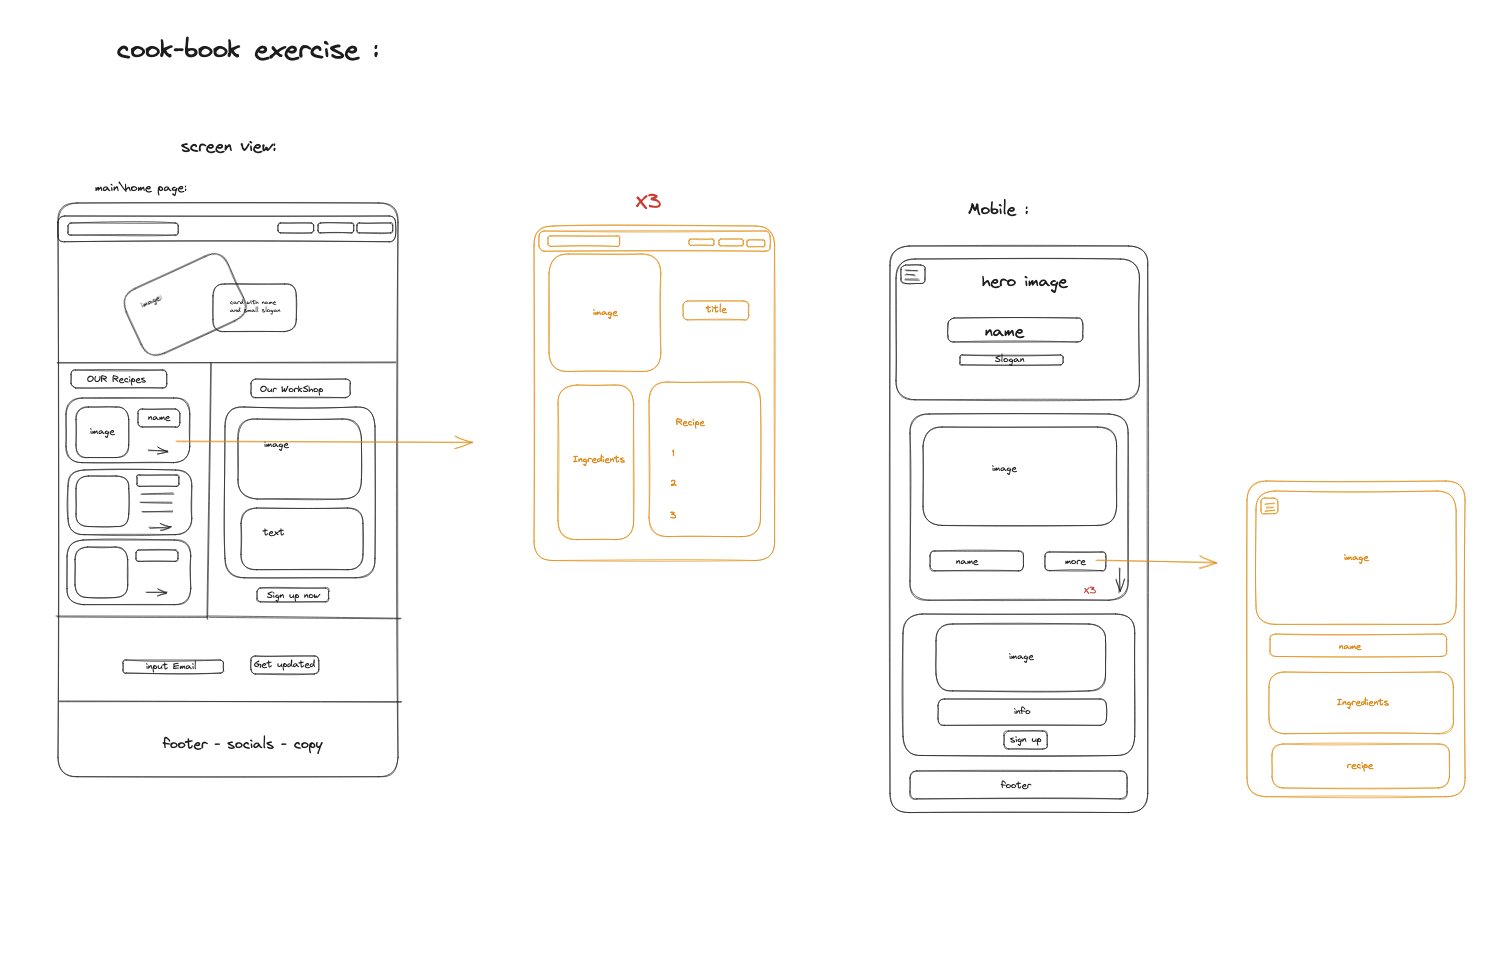 cook-book exercise :
screen view:
main\home page:
image
card with name
and small slogan
OUR Recipes
image
name
Our WorkShop
image
text
Sign up now
input Email
Get updated
footer - socials - copy
X3
image
title
Ingredients
Recipe
1
2
3
Mobile :
hero image
name
Slogan
image
name
more
X3
image
info
sign up
footer
image
name
Ingredients
recipe